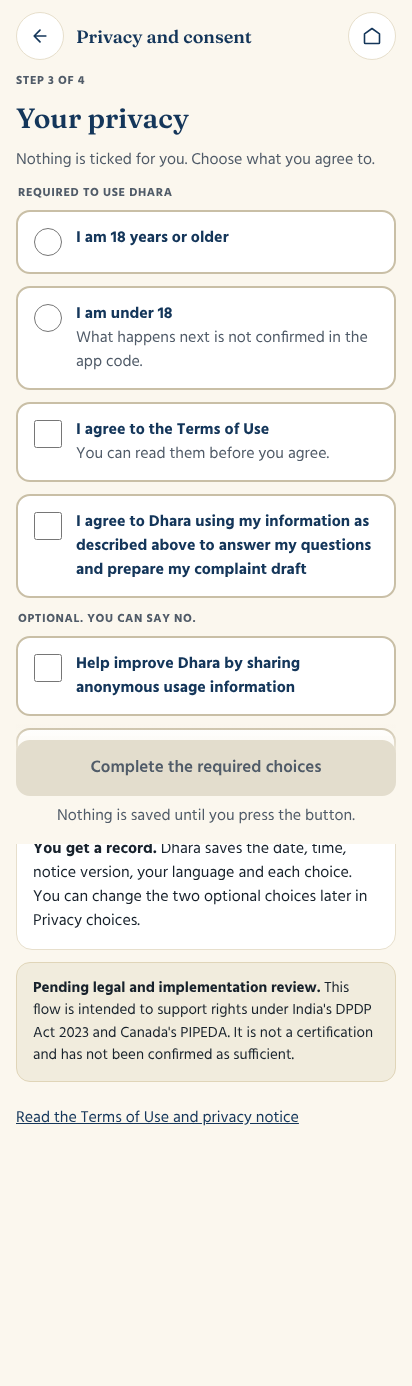 Privacy and consent
STEP 3 OF 4
Your privacy
Nothing is ticked for you. Choose what you agree to.
REQUIRED TO USE DHARA
I am 18 years or older
I am under 18
What happens next is not confirmed in the
app code.
I agree to the Terms of Use
You can read them before you agree.
I agree to Dhara using my information as
described above to answer my questions
and prepare my complaint draft
OPTIONAL. YOU CAN SAY NO.
Help improve Dhara by sharing
anonymous usage information
Complete the required choices
Nothing is saved until you press the button.
You get a record. Dhara saves the date, time,
notice version, your language and each choice.
You can change the two optional choices later in
Privacy choices.
Pending legal and implementation review. This
flow is intended to support rights under India's DPDP
Act 2023 and Canada's PIPEDA. It is not a certification
and has not been confirmed as sufficient.
Read the Terms of Use and privacy notice